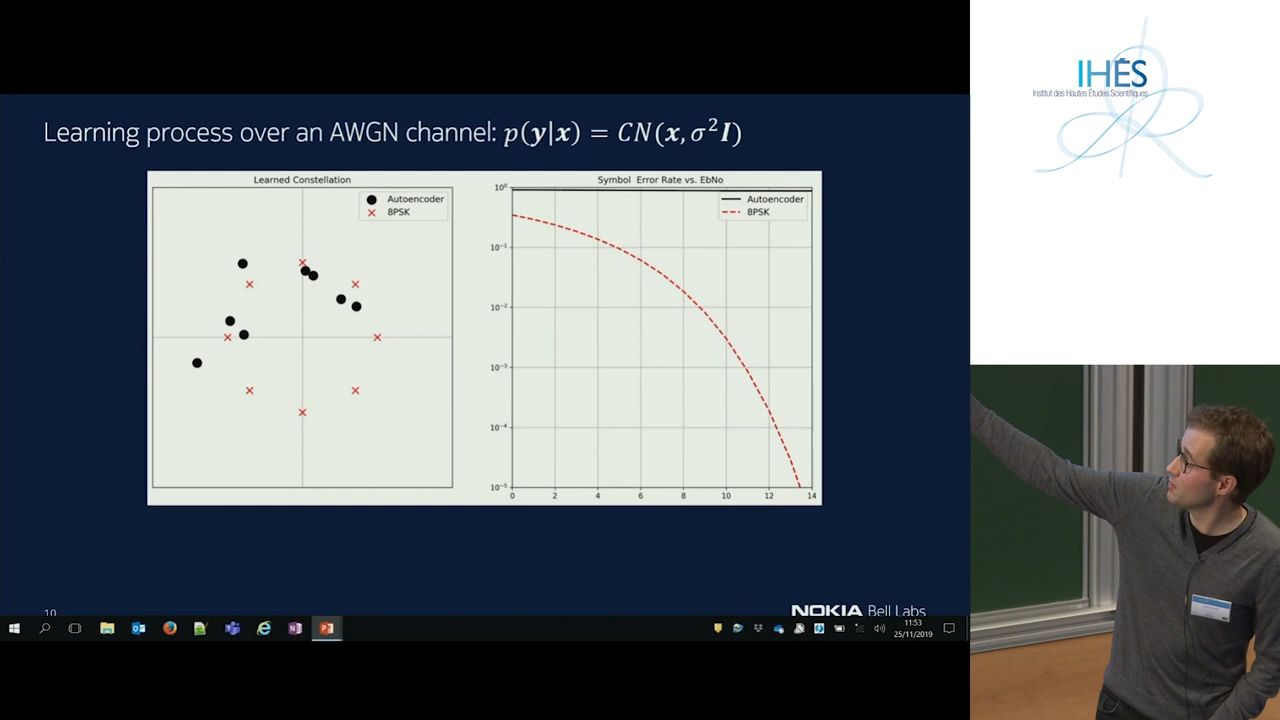 IHÉS
Institut des Hautes Études Scientifiques
Learning process over an AWGN channel: p(y|x) = CN(x, σ²I)
Learned Constellation
Autoencoder
8PSK
Symbol Error Rate vs. EbNo
Autoencoder
8PSK
10⁰
10⁻¹
10⁻²
10⁻³
10⁻⁴
10⁻⁵
0 2 4 6 8 10 12 14
10
NOKIA Bell Labs
11:53
25/11/2019